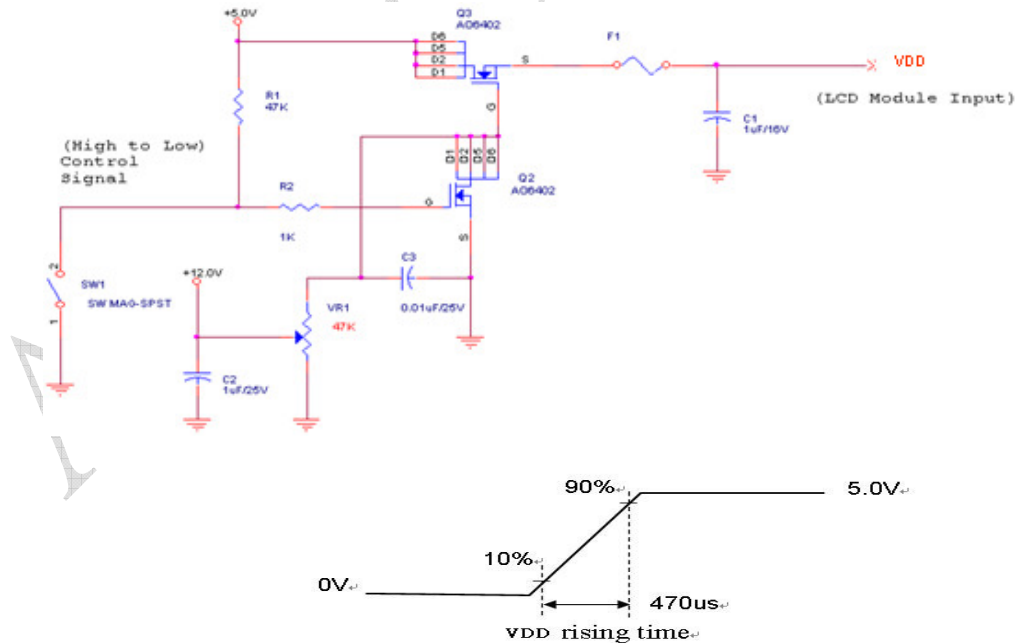 +5.0V
Q3
AO6402
D6
D5
D2
D1
S
G
F1
VDD
(LCD Module Input)
C1
1uF/16V
R1
47K
(High to Low)
Control
Signal
D1
D2
D5
D6
Q2
AO6402
G
S
R2
1K
C3
0.01uF/25V
+12.0V
2
SW1
SW MAG-SPST
1
VR1
47K
C2
1uF/25V
90%
5.0V
10%
0V
470us
VDD rising time